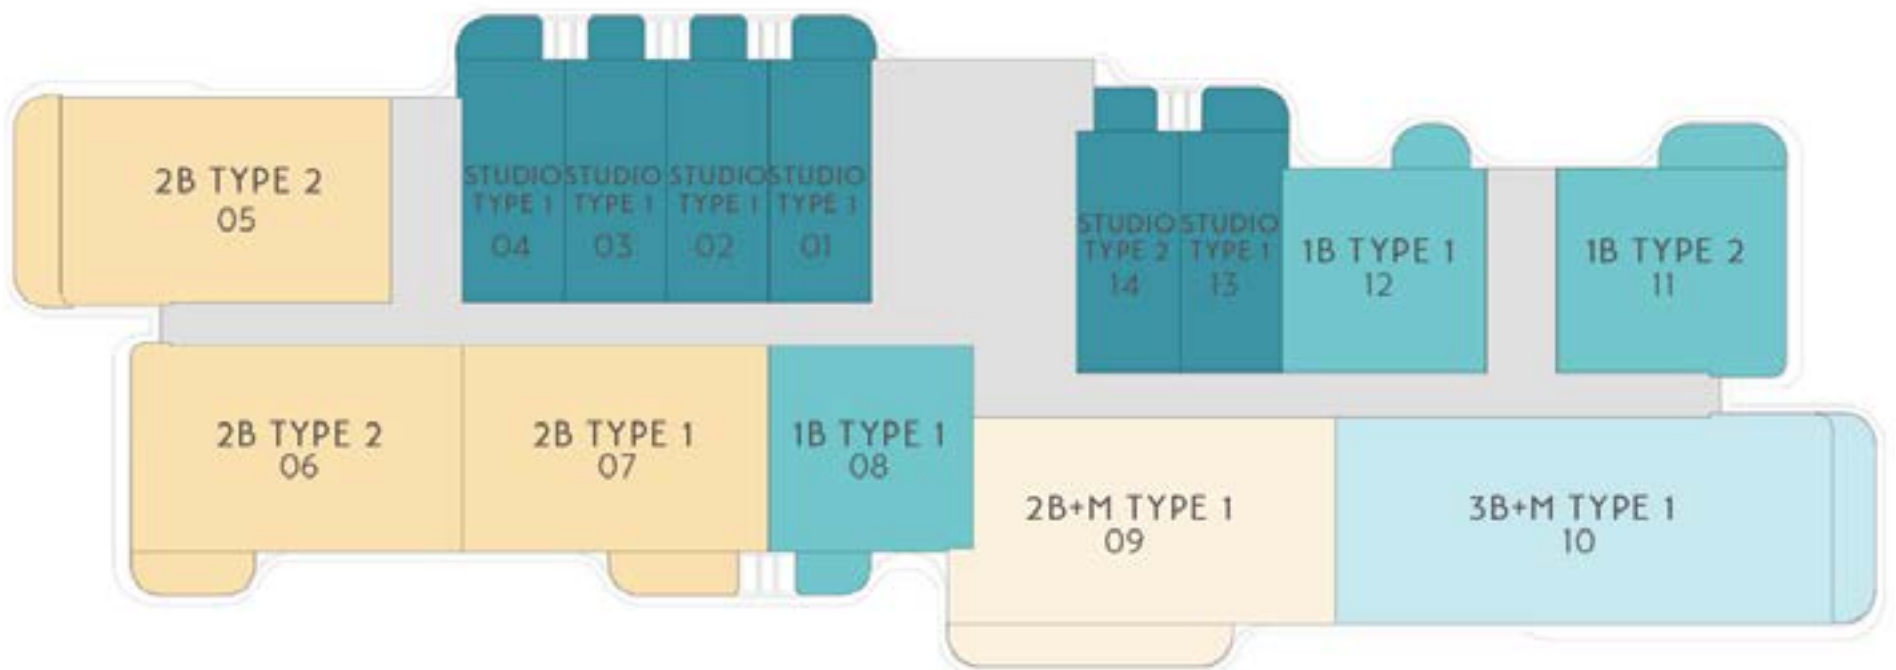 2B TYPE 2
05
STUDIO
TYPE 1
04
STUDIO
TYPE 1
03
STUDIO
TYPE 1
02
STUDIO
TYPE 1
01
STUDIO
TYPE 2
14
STUDIO
TYPE 1
13
1B TYPE 1
12
1B TYPE 2
11
2B TYPE 2
06
2B TYPE 1
07
1B TYPE 1
08
2B+M TYPE 1
09
3B+M TYPE 1
10